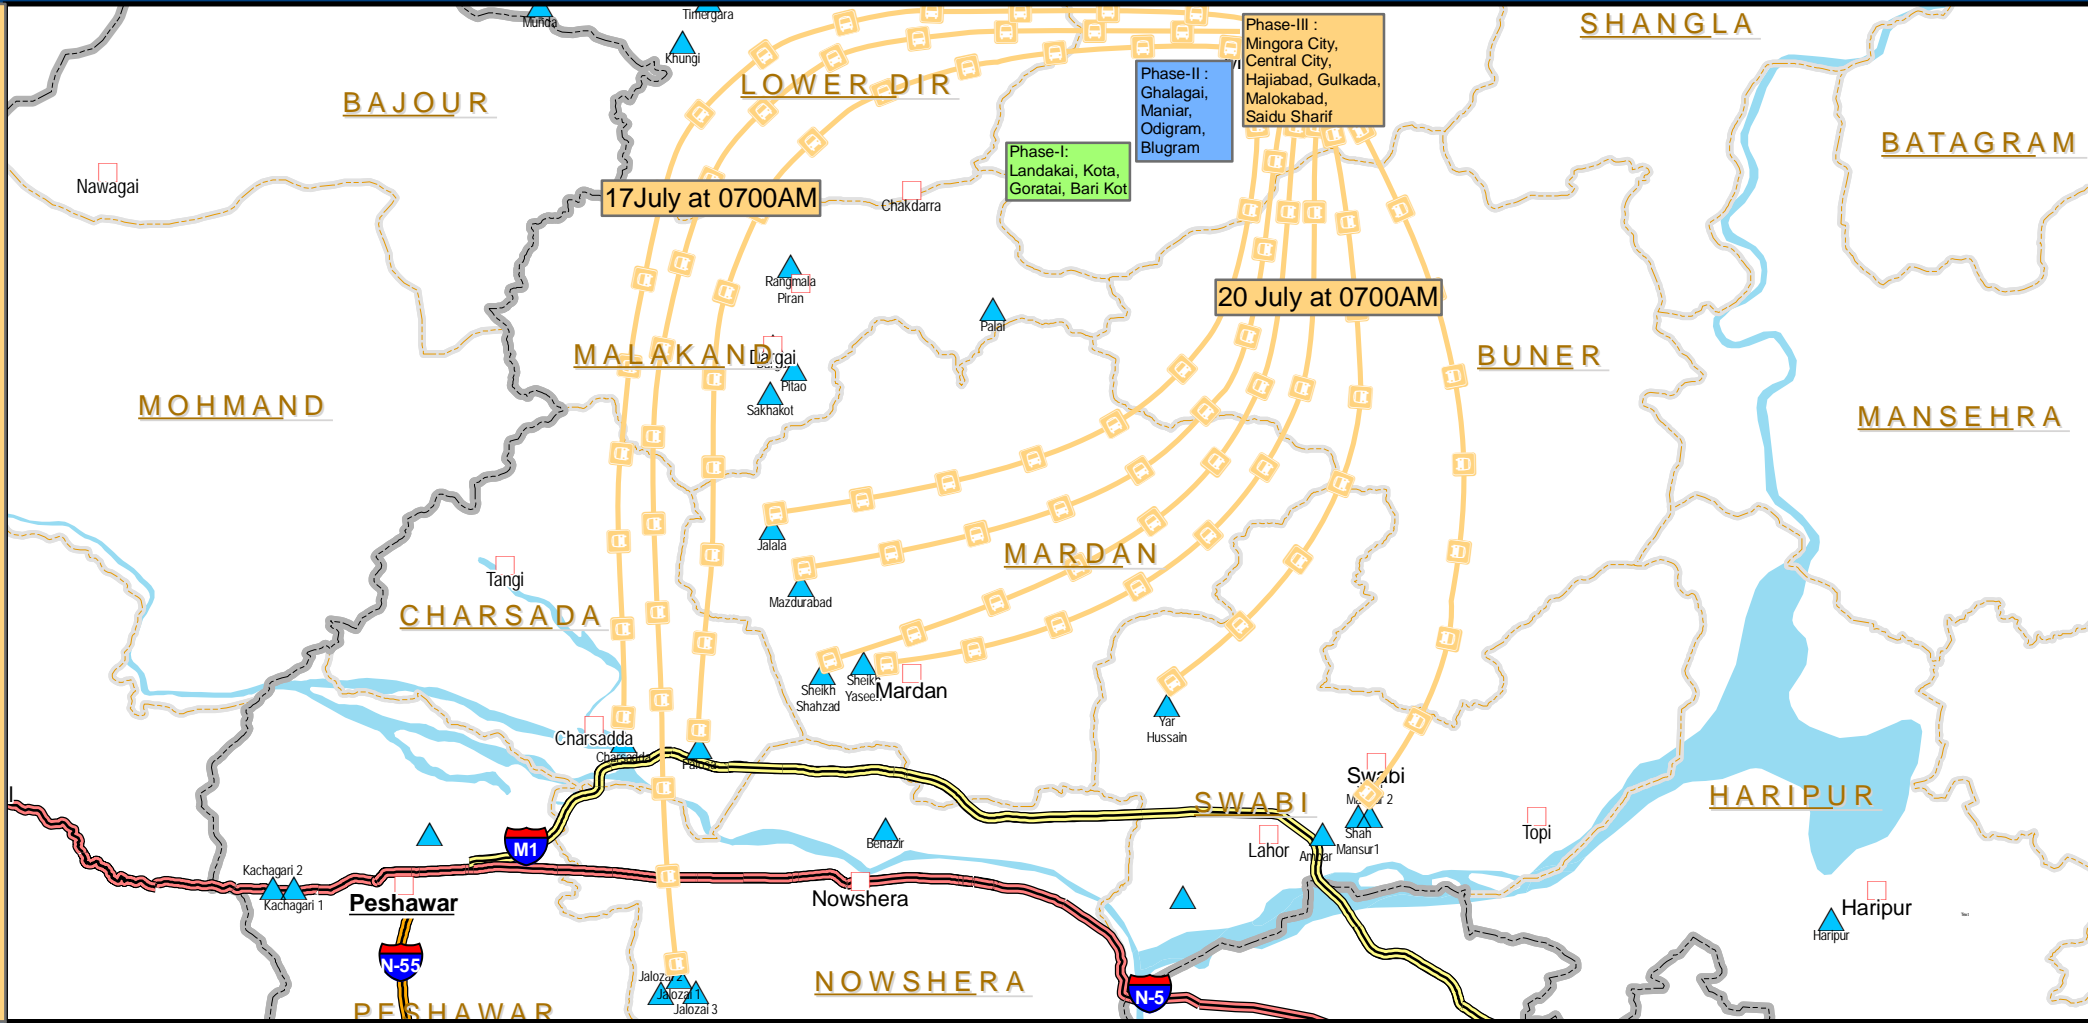 Munda
Timergara
Khungi
SHANGLA
BAJOUR
LOWER DIR
Phase-III :
Mingora City,
Central City,
Hajiabad, Gulkada,
Malokabad,
Saidu Sharif
Phase-II :
Ghalagai,
Maniar,
Odigram,
Blugram
Phase-I:
Landakai, Kota,
Goratai, Bari Kot
BATAGRAM
Nawagai
17July at 0700AM
Chakdarra
Rangmala
Piran
20 July at 0700AM
Palai
MALAKAND
Dargai
Pitao
Sakhakot
BUNER
MOHMAND
MANSEHRA
Jalala
MARDAN
Tangi
Mazdurabad
CHARSADA
Sheikh
Shahzad
Sheikh
Yaseen
Mardan
Yar
Hussain
Charsadda
Charsadda
Swabi
SWABI
HARIPUR
M1
Benazir
Lahor
Ambar
Shah
Mansur1
Topi
Kachagari 2
Kachagari 1
Peshawar
Nowshera
Haripur
Haripur
N-55
Jalozai 2
Jalozai 1
Jalozai 3
NOWSHERA
N-5
PESHAWAR